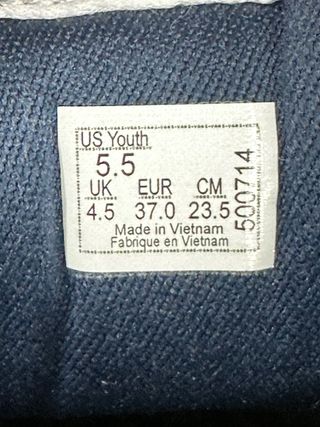 US Youth
5.5
UK EUR CM
4.5 37.0 23.5
Made in Vietnam
Fabrique en Vietnam
500714